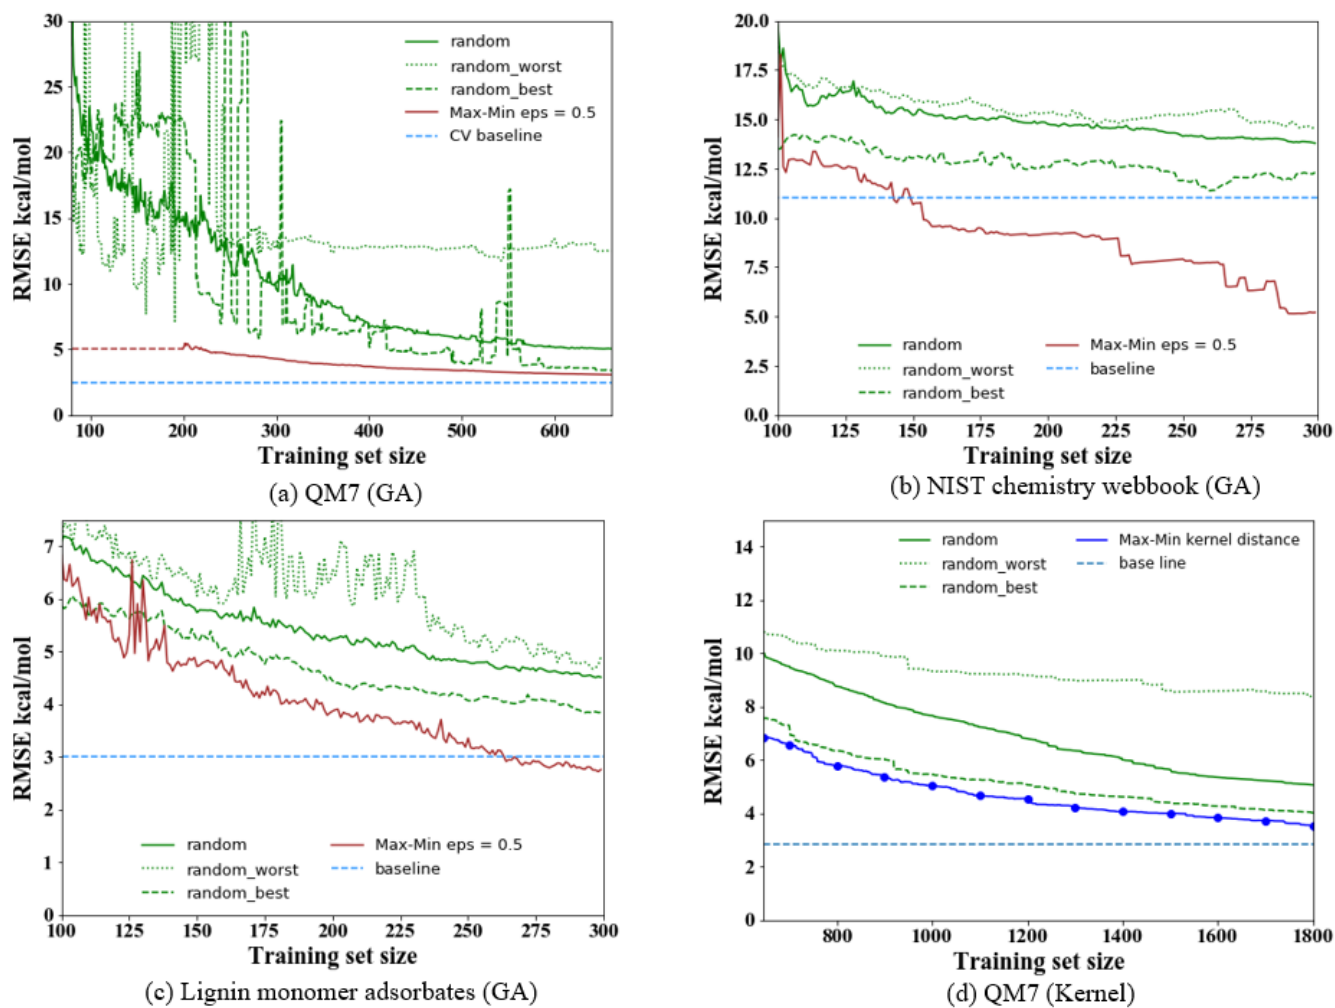 30
25
20
15
10
5
0
RMSE kcal/mol
random
random_worst
random_best
Max-Min eps = 0.5
CV baseline
100 200 300 400 500 600
Training set size
(a) QM7 (GA)
20.0
17.5
15.0
12.5
10.0
7.5
5.0
2.5
0.0
RMSE kcal/mol
random
random_worst
random_best
Max-Min eps = 0.5
baseline
100 125 150 175 200 225 250 275 300
Training set size
(b) NIST chemistry webbook (GA)
7
6
5
4
3
2
1
0
RMSE kcal/mol
random
random_worst
random_best
Max-Min eps = 0.5
baseline
100 125 150 175 200 225 250 275 300
Training set size
(c) Lignin monomer adsorbates (GA)
14
12
10
8
6
4
2
0
RMSE kcal/mol
random
random_worst
random_best
Max-Min kernel distance
base line
800 1000 1200 1400 1600 1800
Training set size
(d) QM7 (Kernel)